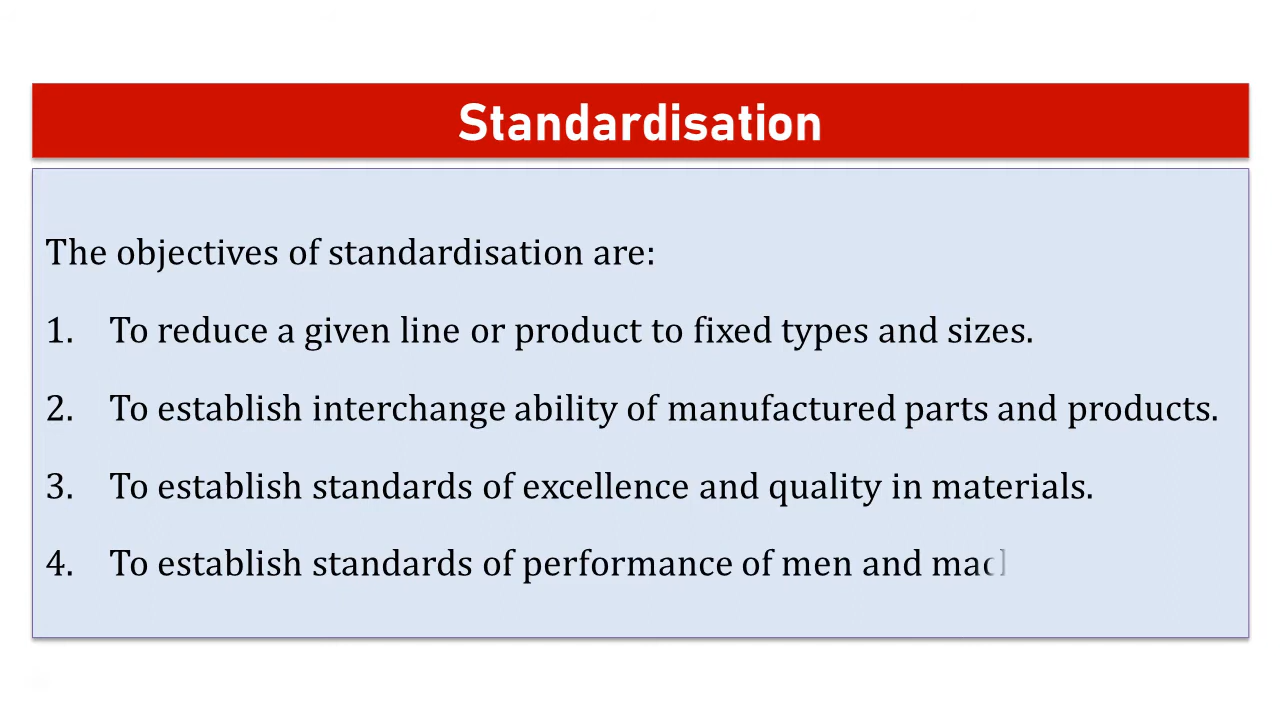 Standardisation
The objectives of standardisation are:
1. To reduce a given line or product to fixed types and sizes.
2. To establish interchange ability of manufactured parts and products.
3. To establish standards of excellence and quality in materials.
4. To establish standards of performance of men and